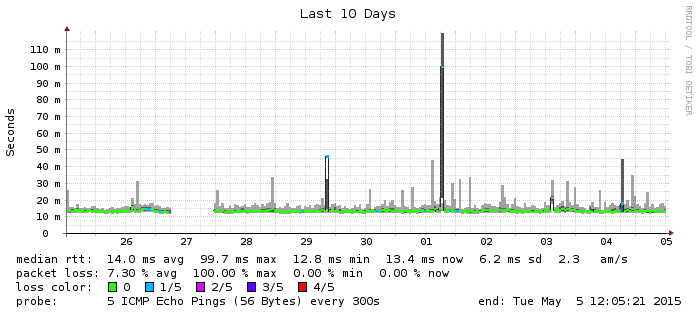 Last 10 Days
RRDTOOL / TOBI OETIKER
Seconds
110 m
100 m
90 m
80 m
70 m
60 m
50 m
40 m
30 m
20 m
10 m
0
26 27 28 29 30 01 02 03 04 05
median rtt: 14.0 ms avg 99.7 ms max 12.8 ms min 13.4 ms now 6.2 ms sd 2.3 am/s
packet loss: 7.30 % avg 100.00 % max 0.00 % min 0.00 % now
loss color: 0 1/5 2/5 3/5 4/5
probe: 5 ICMP Echo Pings (56 Bytes) every 300s end: Tue May 5 12:05:21 2015